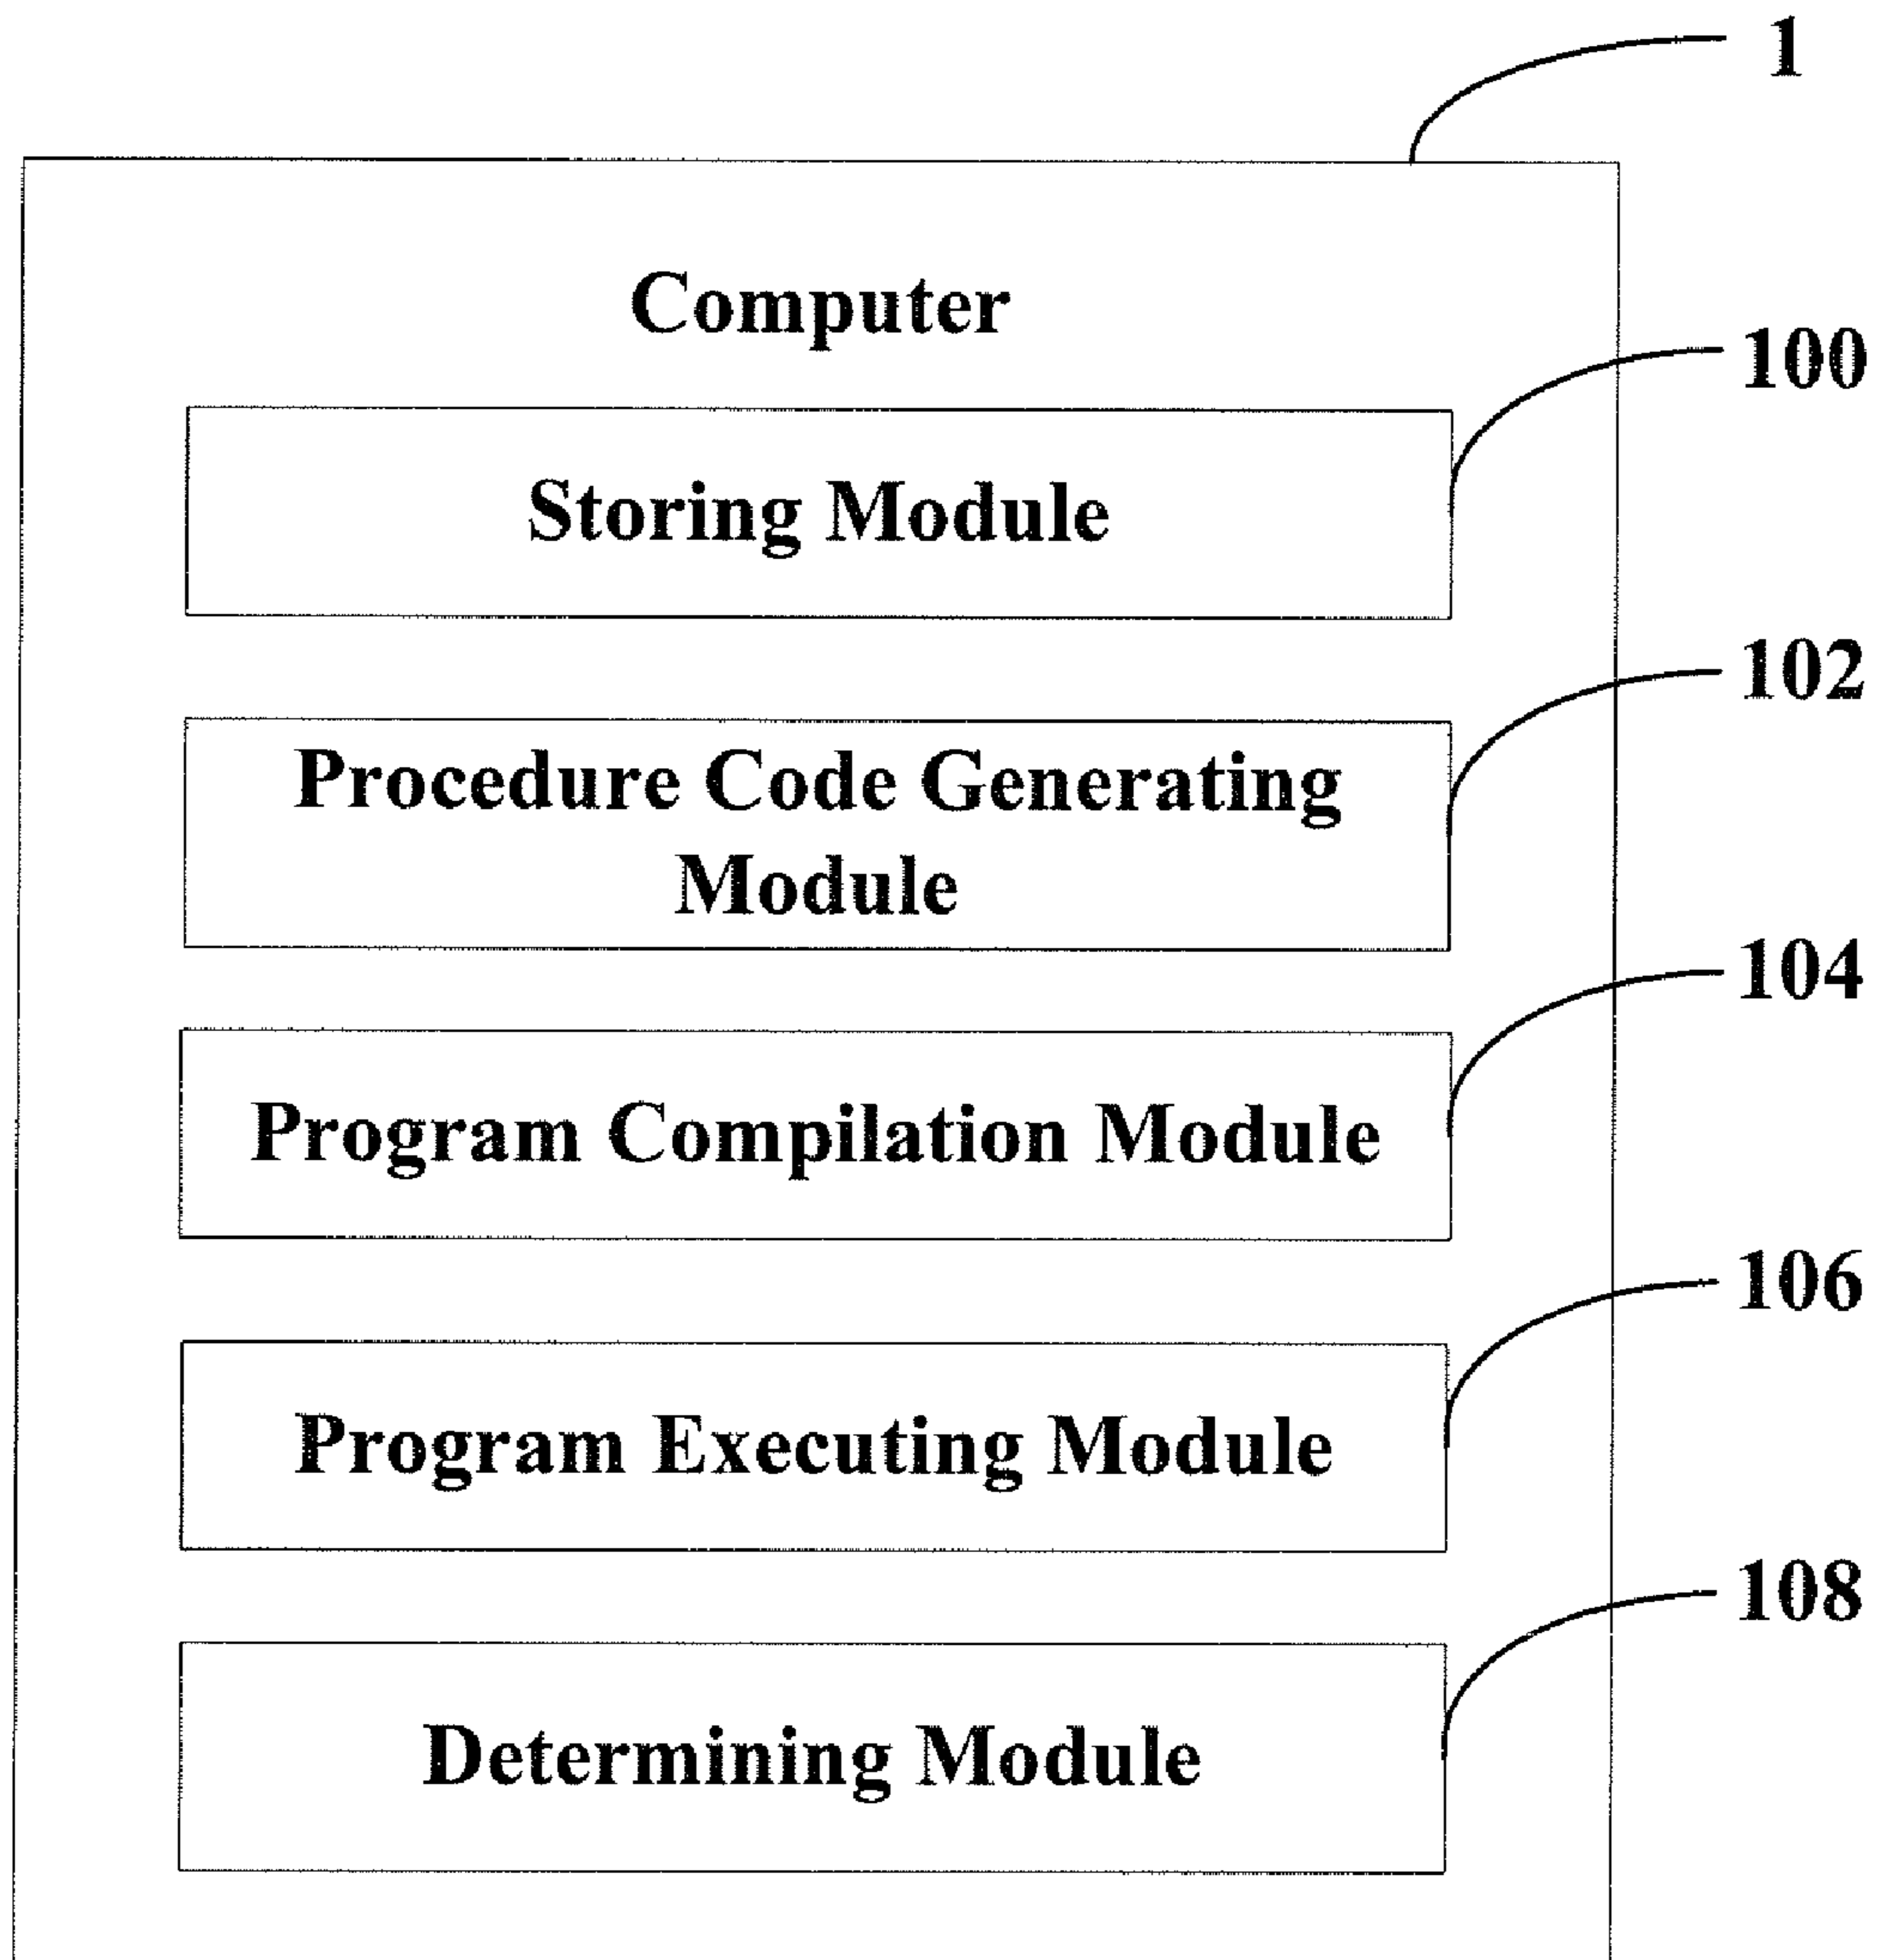 1
Computer
100
Storing Module
102
Procedure Code Generating
Module
104
Program Compilation Module
106
Program Executing Module
108
Determining Module